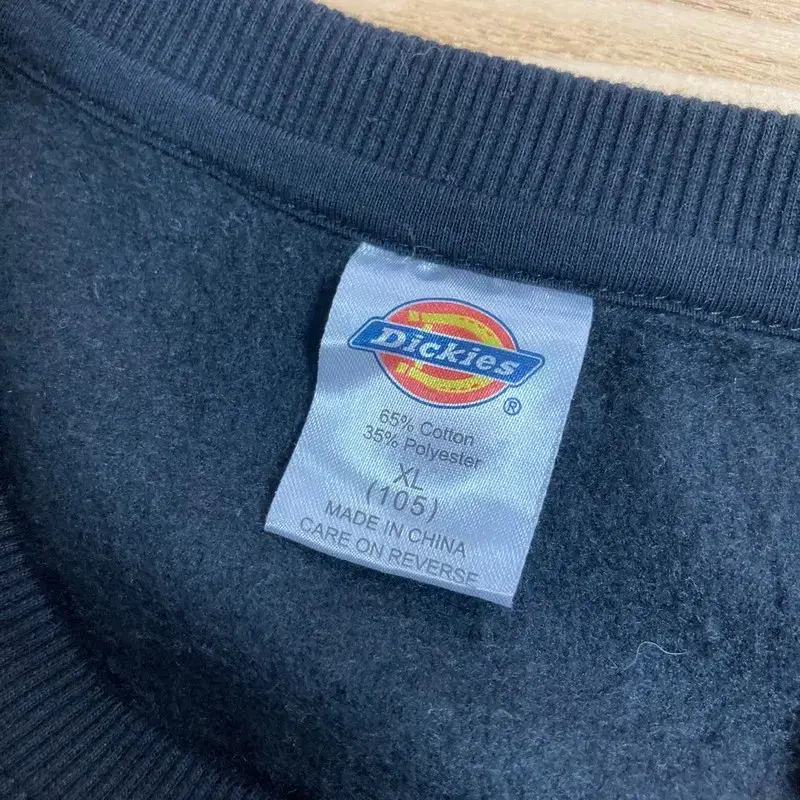 Dickies
®
65% Cotton
35% Polyester
XL
(105)
MADE IN CHINA
CARE ON REVERSE